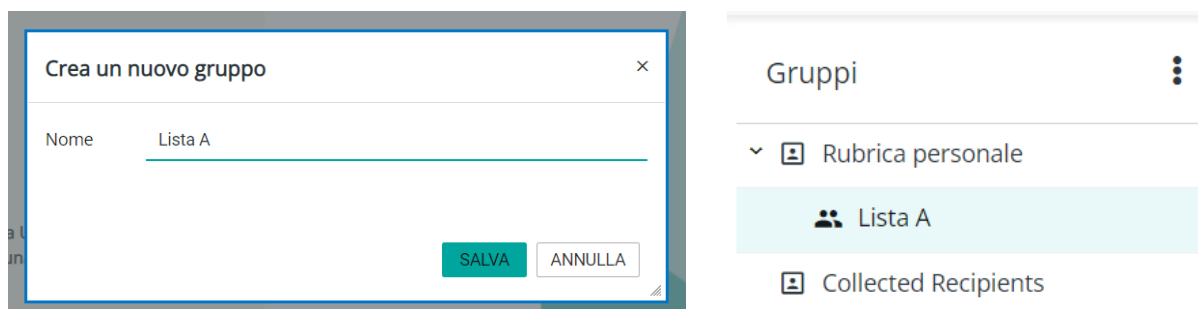 Crea un nuovo gruppo
×
Nome Lista A
SALVA ANNULLA
Gruppi
Rubrica personale
Lista A
Collected Recipients